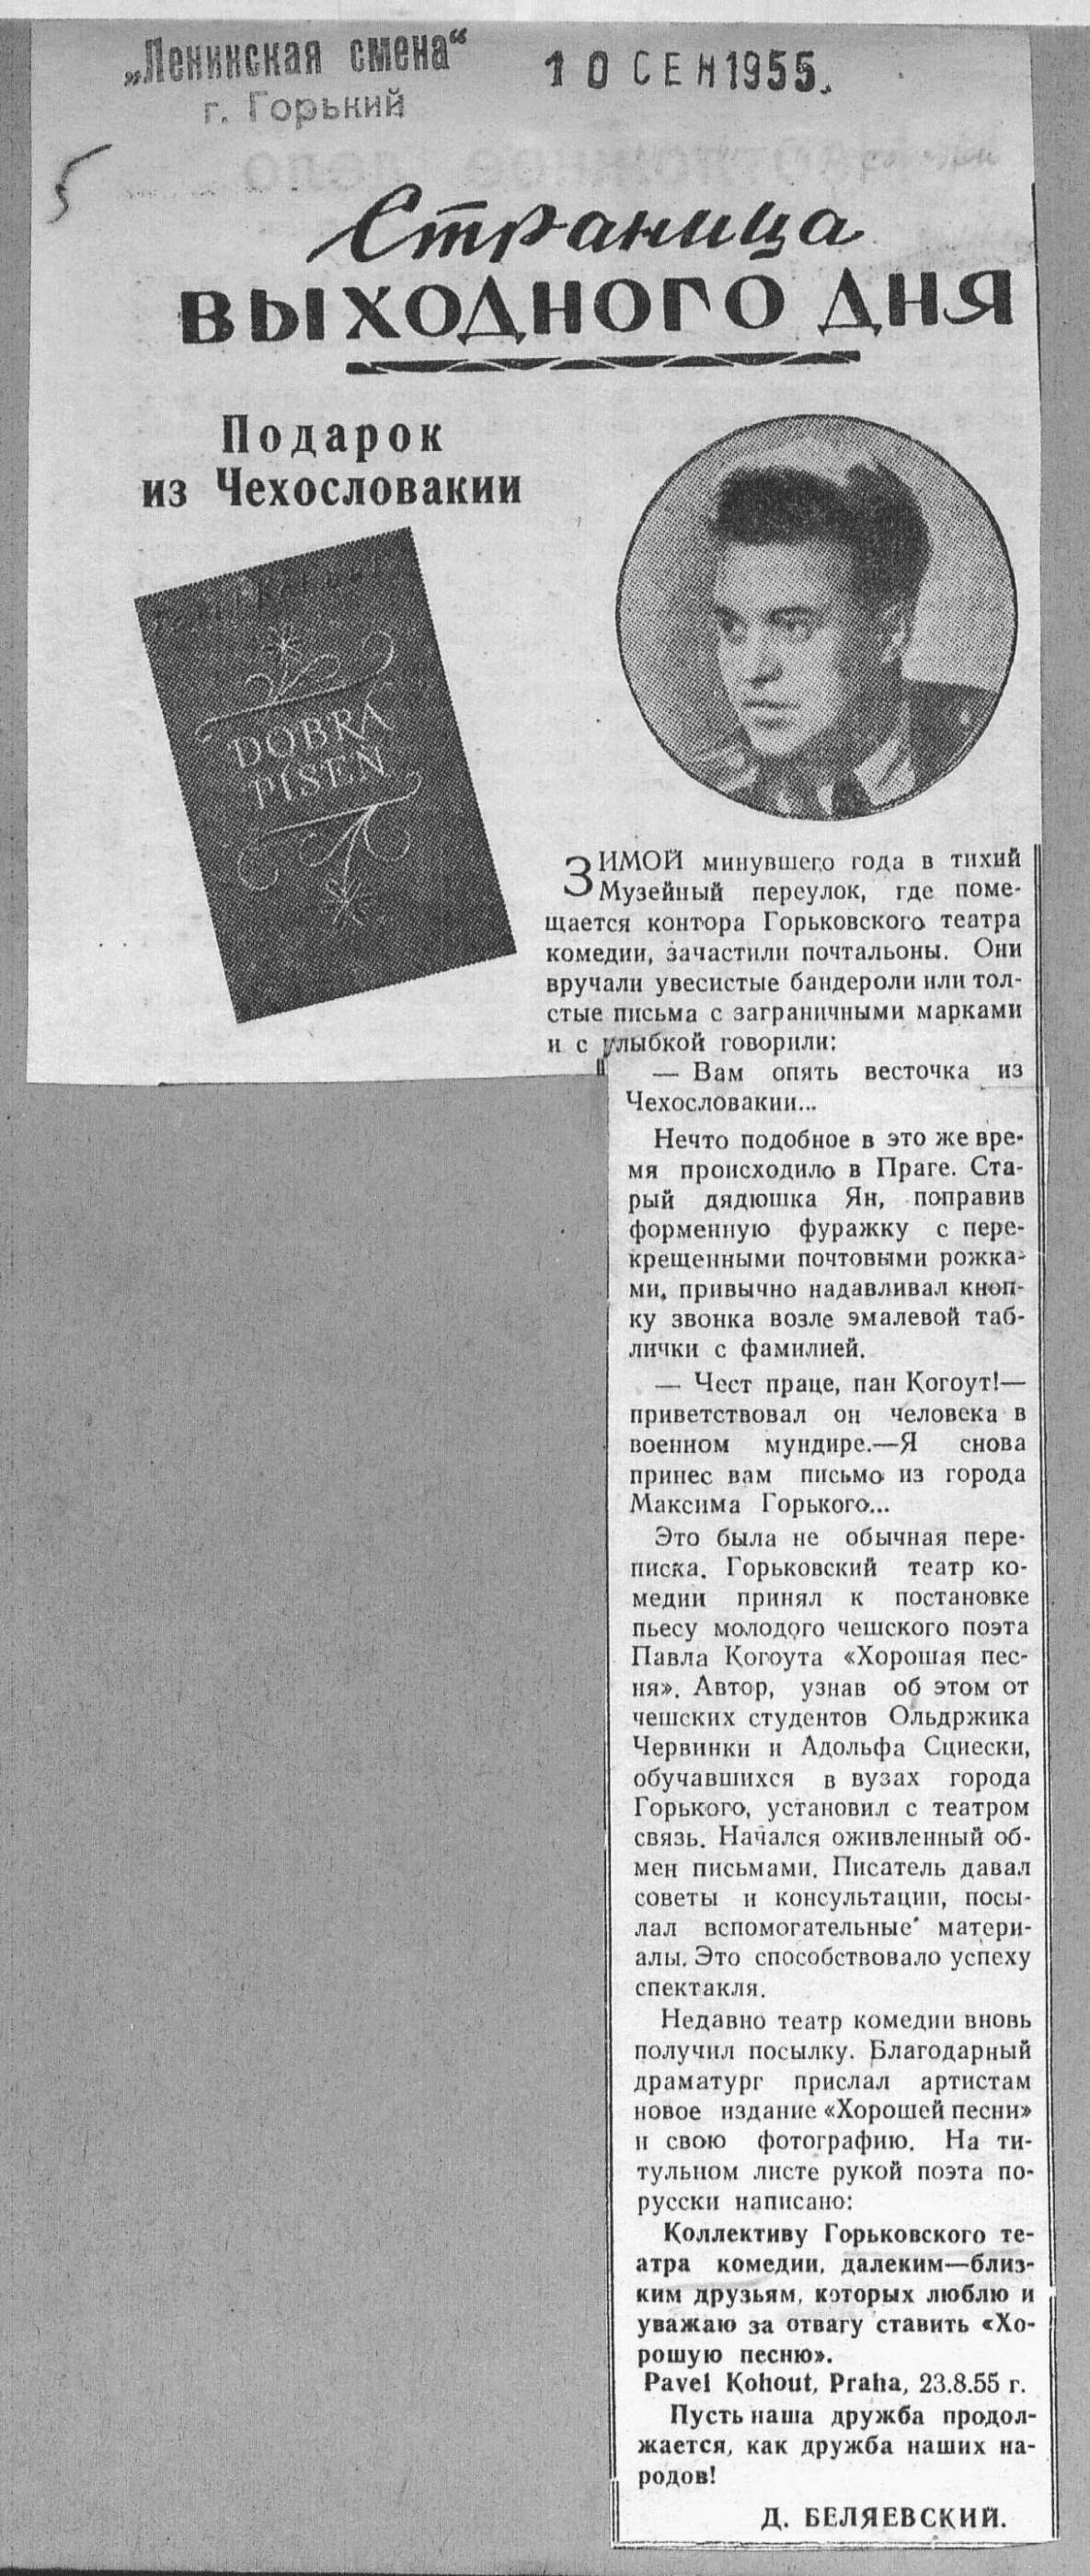 „Ленинская смена“
г. Горький
10 СЕН 1955.
5
Страница
ВЫХОДНОГО ДНЯ
Подарок
из Чехословакии
DOBRÁ
PÍSEŇ
ЗИМОЙ минувшего года в тихий
Музейный переулок, где поме-
щается контора Горьковского театра
комедии, зачастили почтальоны. Они
вручали увесистые бандероли или тол-
стые письма с заграничными марками
и с улыбкой говорили:
— Вам опять весточка из
Чехословакии...
Нечто подобное в это же вре-
мя происходило в Праге. Ста-
рый дядюшка Ян, поправив
форменную фуражку с пере-
крещенными почтовыми рожка-
ми, привычно надавливал кноп-
ку звонка возле эмалевой таб-
лички с фамилией.
— Чест праце, пан Когоут!—
приветствовал он человека в
военном мундире.—Я снова
принес вам письмо из города
Максима Горького...
Это была не обычная пере-
писка. Горьковский театр ко-
медии принял к постановке
пьесу молодого чешского поэта
Павла Когоута «Хорошая пес-
ня». Автор, узнав об этом от
чешских студентов Ольдржика
Червинки и Адольфа Сциески,
обучавшихся в вузах города
Горького, установил с театром
связь. Начался оживленный об-
мен письмами. Писатель давал
советы и консультации, посы-
лал вспомогательные матери-
алы. Это способствовало успеху
спектакля.
Недавно театр комедии вновь
получил посылку. Благодарный
драматург прислал артистам
новое издание «Хорошей песни»
и свою фотографию. На ти-
тульном листе рукой поэта по-
русски написано:
Коллективу Горьковского те-
атра комедии, далеким—близ-
ким друзьям, которых люблю и
уважаю за отвагу ставить «Хо-
рошую песню».
Pavel Kohout, Praha, 23.8.55 г.
Пусть наша дружба продол-
жается, как дружба наших на-
родов!
Д. БЕЛЯЕВСКИЙ.